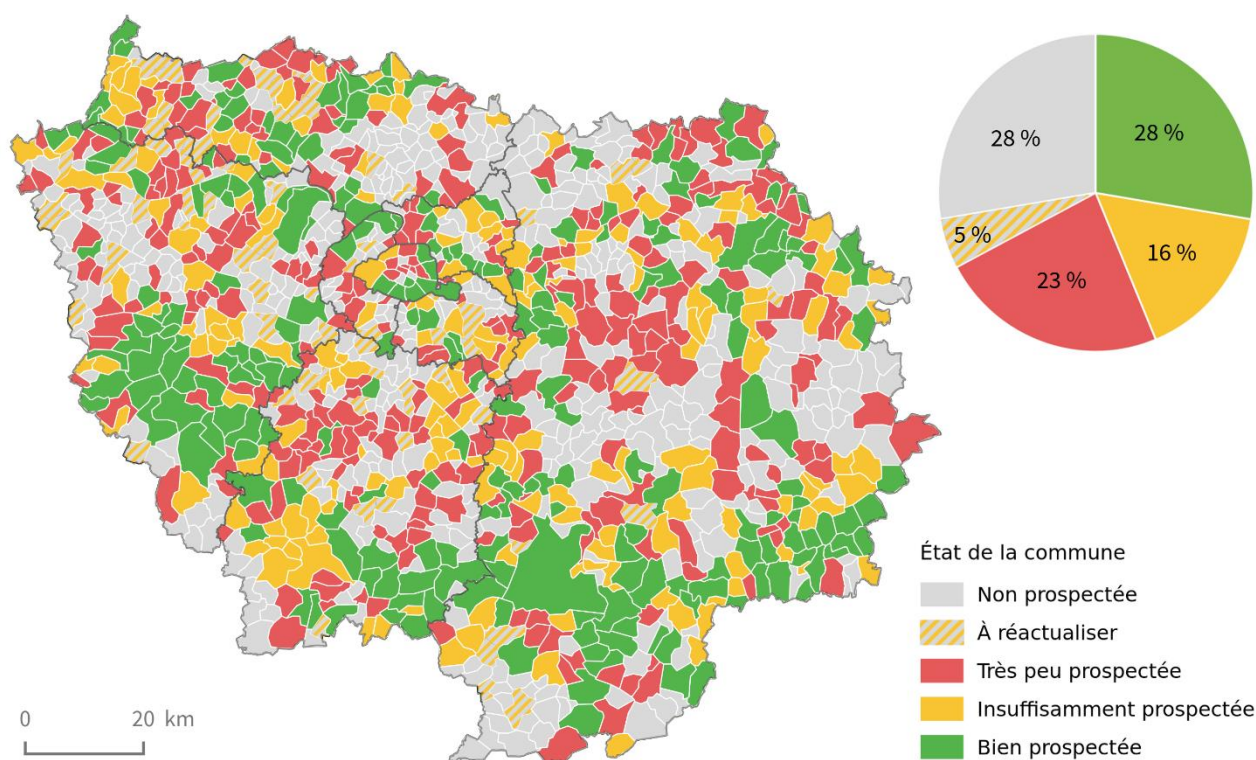 28 %
28 %
5 %
16 %
23 %
État de la commune
Non prospectée
À réactualiser
Très peu prospectée
Insuffisamment prospectée
Bien prospectée
0 20 km